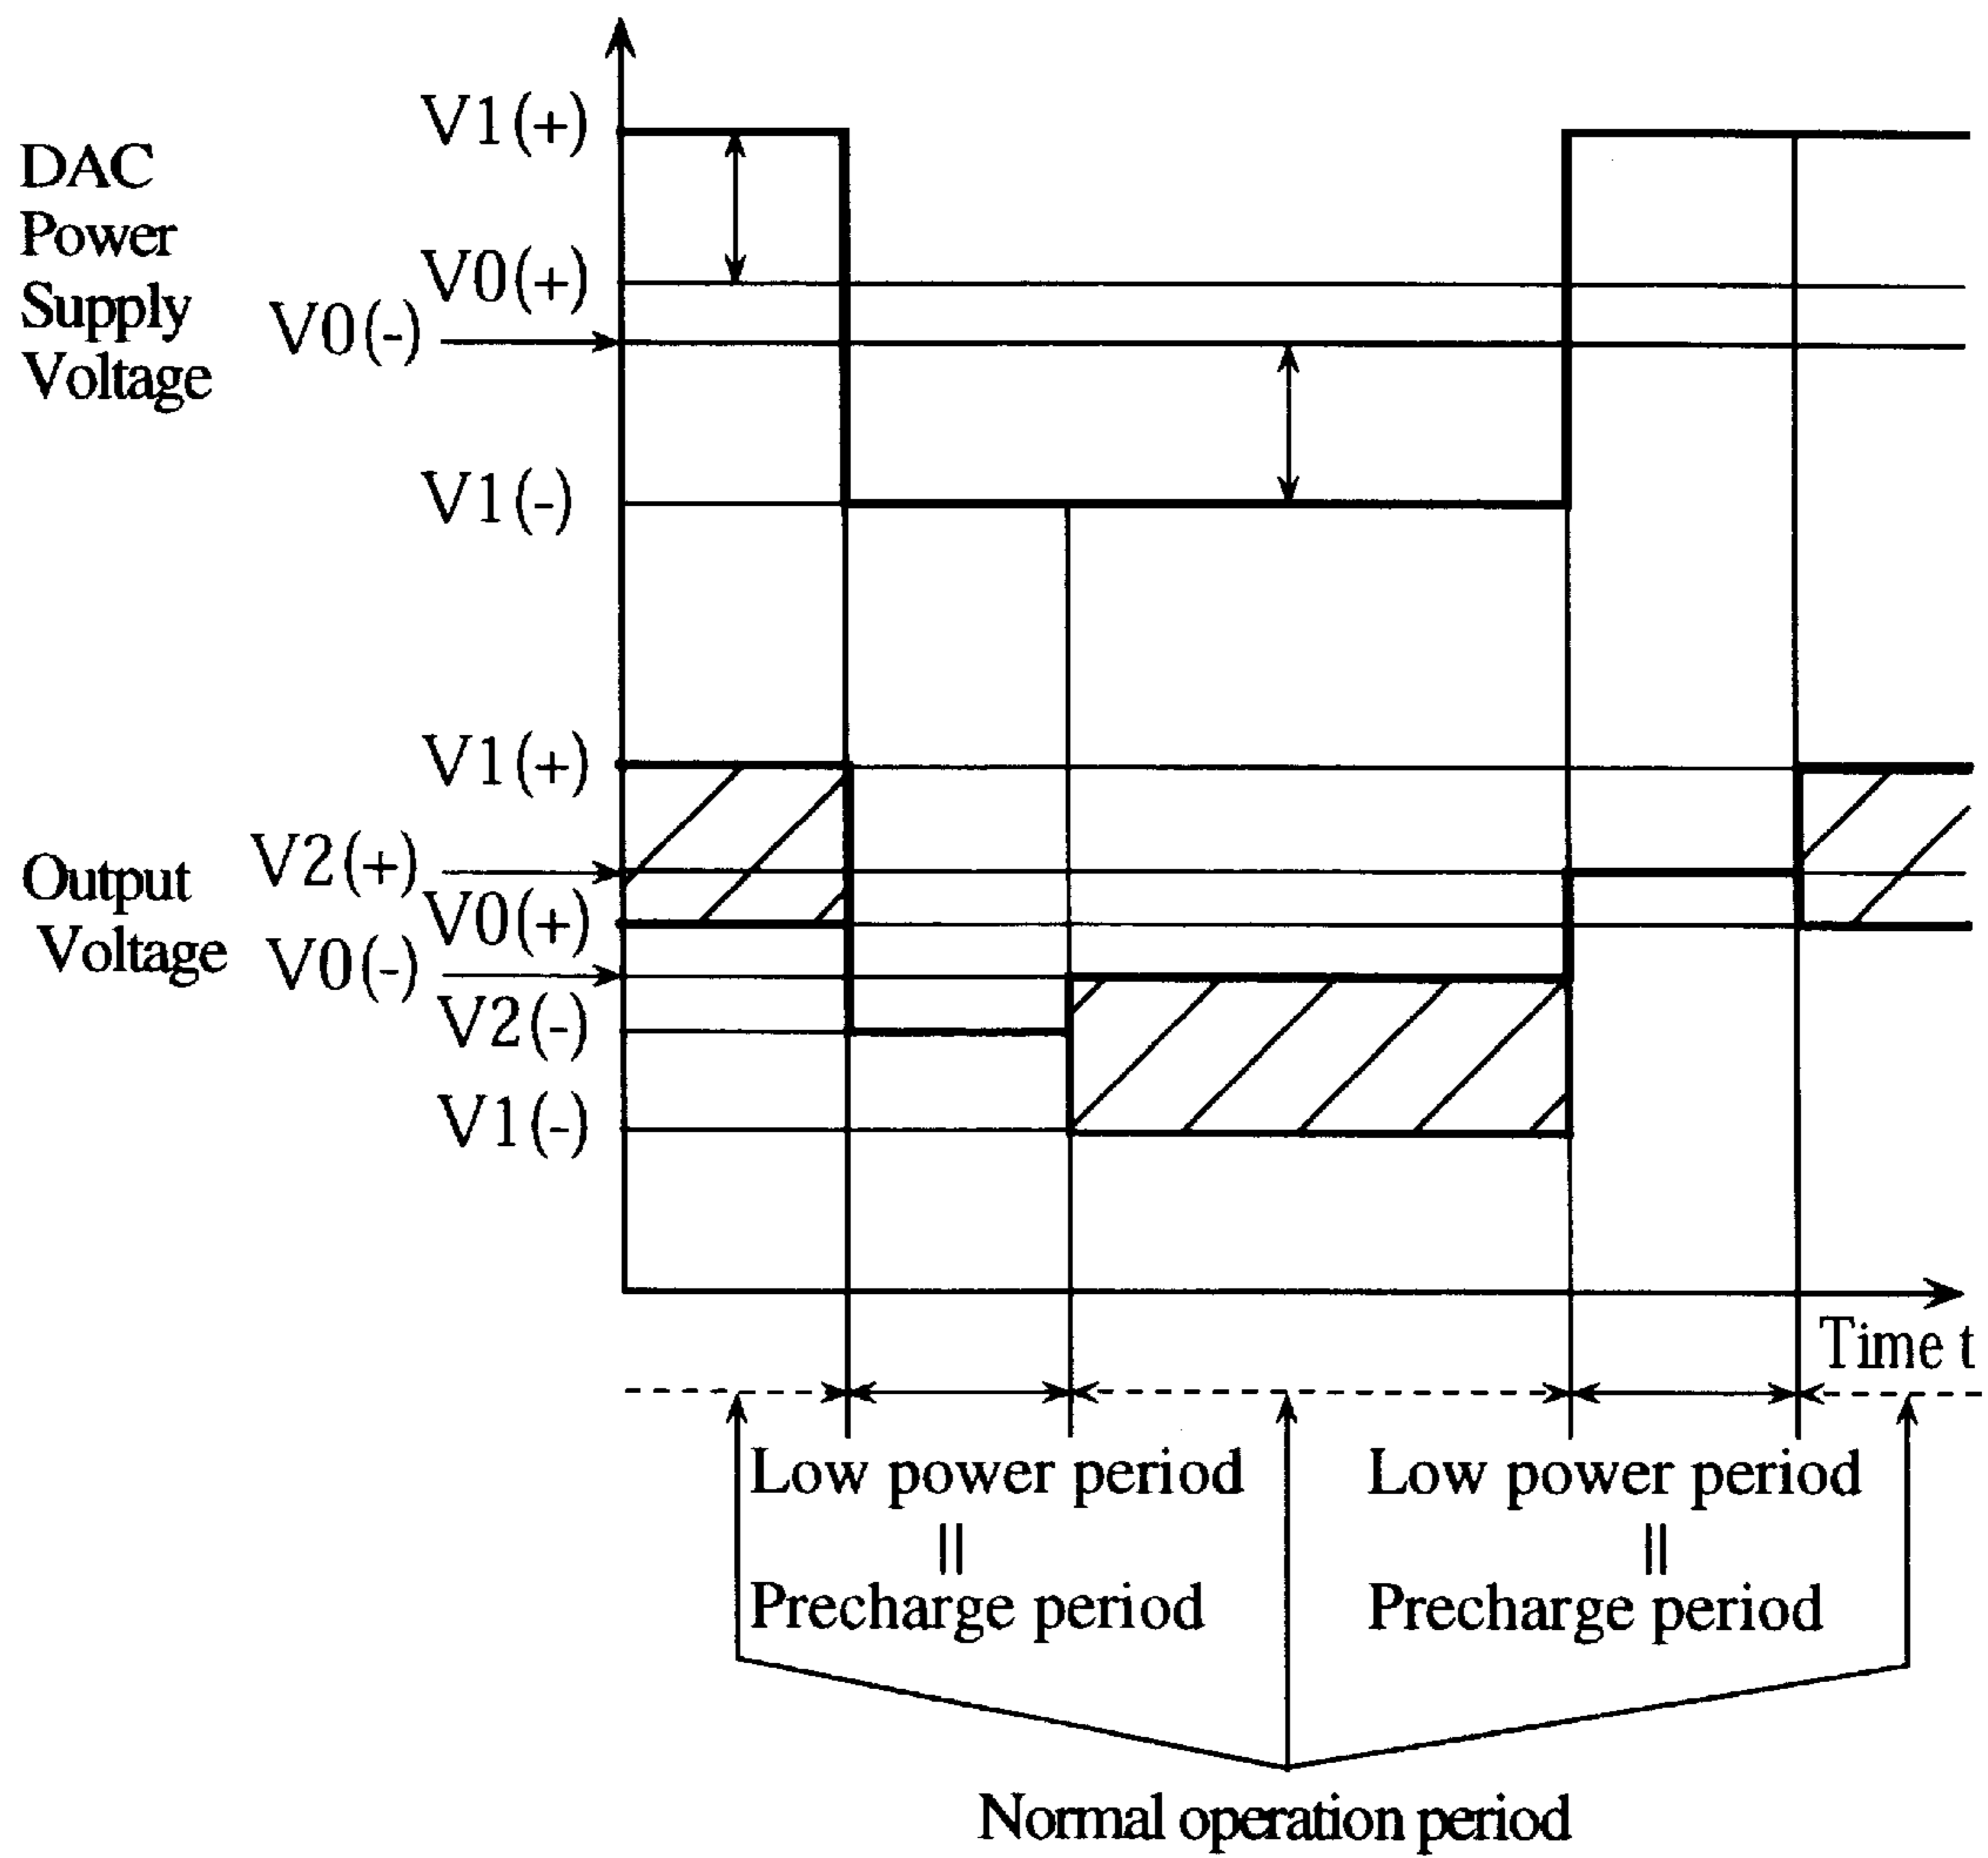 DAC
Power
Supply
Voltage
V1(+)
V0(+)
V0(-)
V1(-)
Output
Voltage
V1(+)
V2(+)
V0(+)
V0(-)
V2(-)
V1(-)
Time t
Low power period
||
Precharge period
Low power period
||
Precharge period
Normal operation period